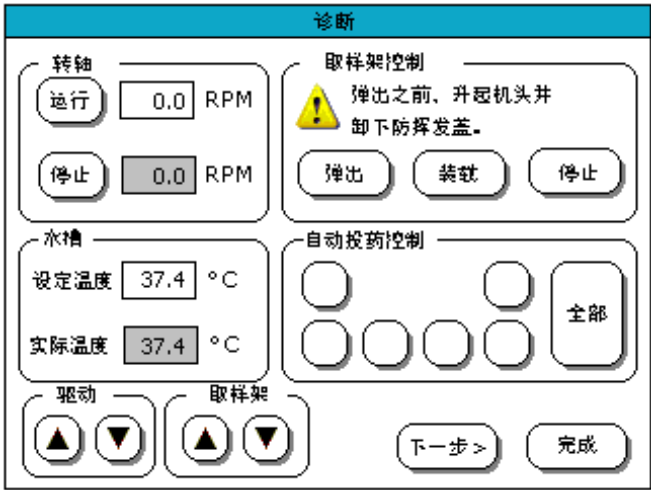 诊断
转轴
运行 0.0 RPM
停止 0.0 RPM
取样架控制
弹出之前、升起机头并
卸下防挥发盖。
弹出 装载 停止
水槽
设定温度 37.4 °C
实际温度 37.4 °C
自动投药控制
全部
驱动
取样架
下一步> 完成